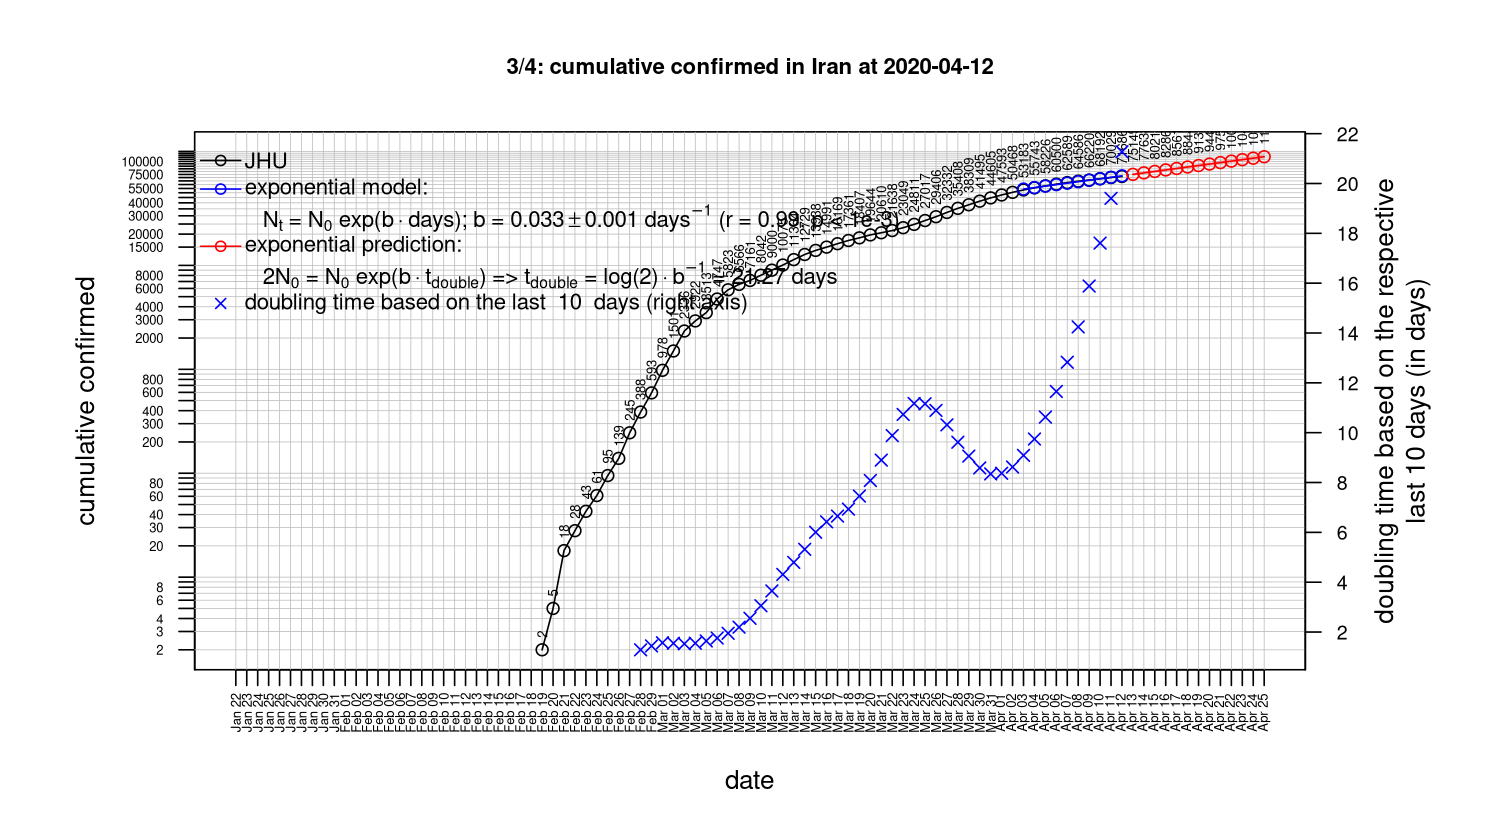 3/4: cumulative confirmed in Iran at 2020-04-12
JHU
exponential model:
Nt = N0 exp(b · days); b = 0.033 ± 0.001 days−1 (r =
exponential prediction:
2N0 = N0 exp(b · tdouble) => tdouble = log(2) · b−1 days
doubling time based on the last 10 days (right axis)
cumulative confirmed
100000
75000
55000
40000
30000
20000
15000
8000
6000
4000
3000
2000
800
600
400
300
200
80
60
40
30
20
8
6
4
3
2
2
5
18
28
43
61
95
139
245
388
593
978
1501
2922
3513
4747
5823
6566
7161
8042
9000
12729
14991
16169
17361
18407
19644
20610
21638
23049
24811
27017
29406
32332
35408
38309
41495
44605
47593
50468
53183
55743
58226
60500
62589
64586
66220
68192
70029
22
20
18
16
14
12
10
8
6
4
2
doubling time based on the respective
last 10 days (in days)
Jan 22
Jan 23
Jan 24
Jan 25
Jan 26
Jan 27
Jan 28
Jan 29
Jan 30
Jan 31
Feb 01
Feb 02
Feb 03
Feb 04
Feb 05
Feb 06
Feb 07
Feb 08
Feb 09
Feb 10
Feb 11
Feb 12
Feb 13
Feb 14
Feb 15
Feb 16
Feb 17
Feb 18
Feb 19
Feb 20
Feb 21
Feb 22
Feb 23
Feb 24
Feb 25
Feb 26
Feb 27
Feb 28
Feb 29
Mar 01
Mar 02
Mar 03
Mar 04
Mar 05
Mar 06
Mar 07
Mar 08
Mar 09
Mar 10
Mar 11
Mar 12
Mar 13
Mar 14
Mar 15
Mar 16
Mar 17
Mar 18
Mar 19
Mar 20
Mar 21
Mar 22
Mar 23
Mar 24
Mar 25
Mar 26
Mar 27
Mar 28
Mar 29
Mar 30
Mar 31
Apr 01
Apr 02
Apr 03
Apr 04
Apr 05
Apr 06
Apr 07
Apr 08
Apr 09
Apr 10
Apr 11
Apr 12
Apr 13
Apr 14
Apr 15
Apr 16
Apr 17
Apr 18
Apr 19
Apr 20
Apr 21
Apr 22
Apr 23
Apr 24
Apr 25
date